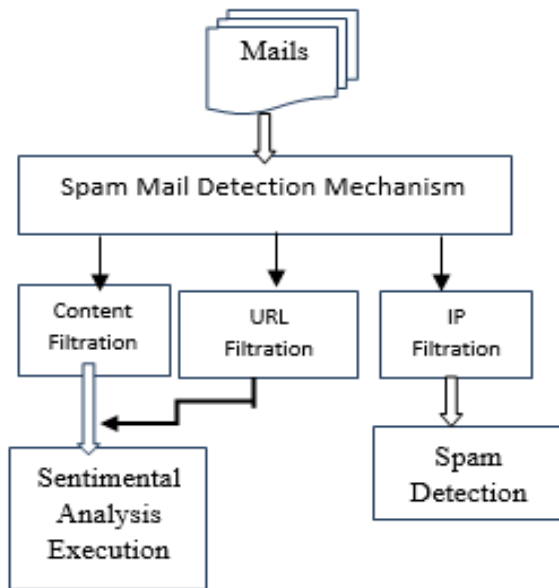 Mails
Spam Mail Detection Mechanism
Content
Filtration
URL
Filtration
IP
Filtration
Sentimental
Analysis
Execution
Spam
Detection